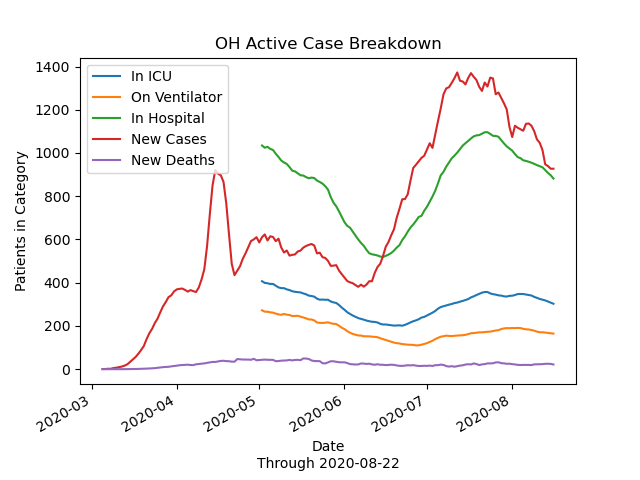 OH Active Case Breakdown
1400
1200
1000
800
600
400
200
0
Patients in Category
In ICU
On Ventilator
In Hospital
New Cases
New Deaths
2020-03
2020-04
2020-05
2020-06
2020-07
2020-08
Date
Through 2020-08-22